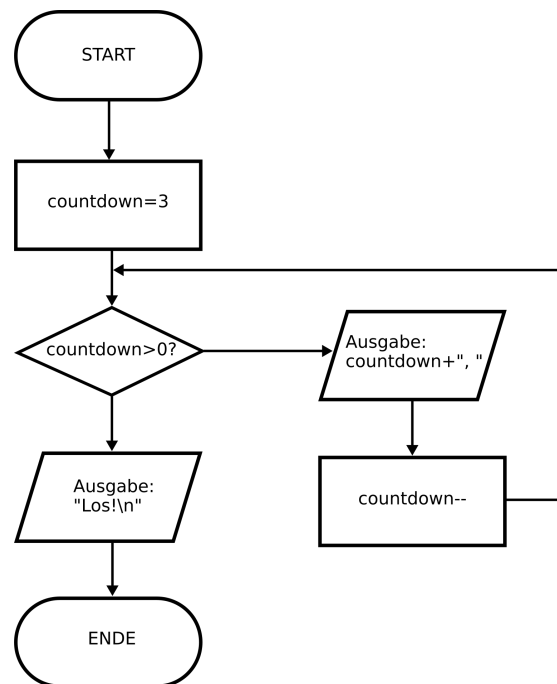 START
countdown=3
countdown>0?
Ausgabe:
countdown+", "
countdown--
Ausgabe:
"Los!\n"
ENDE